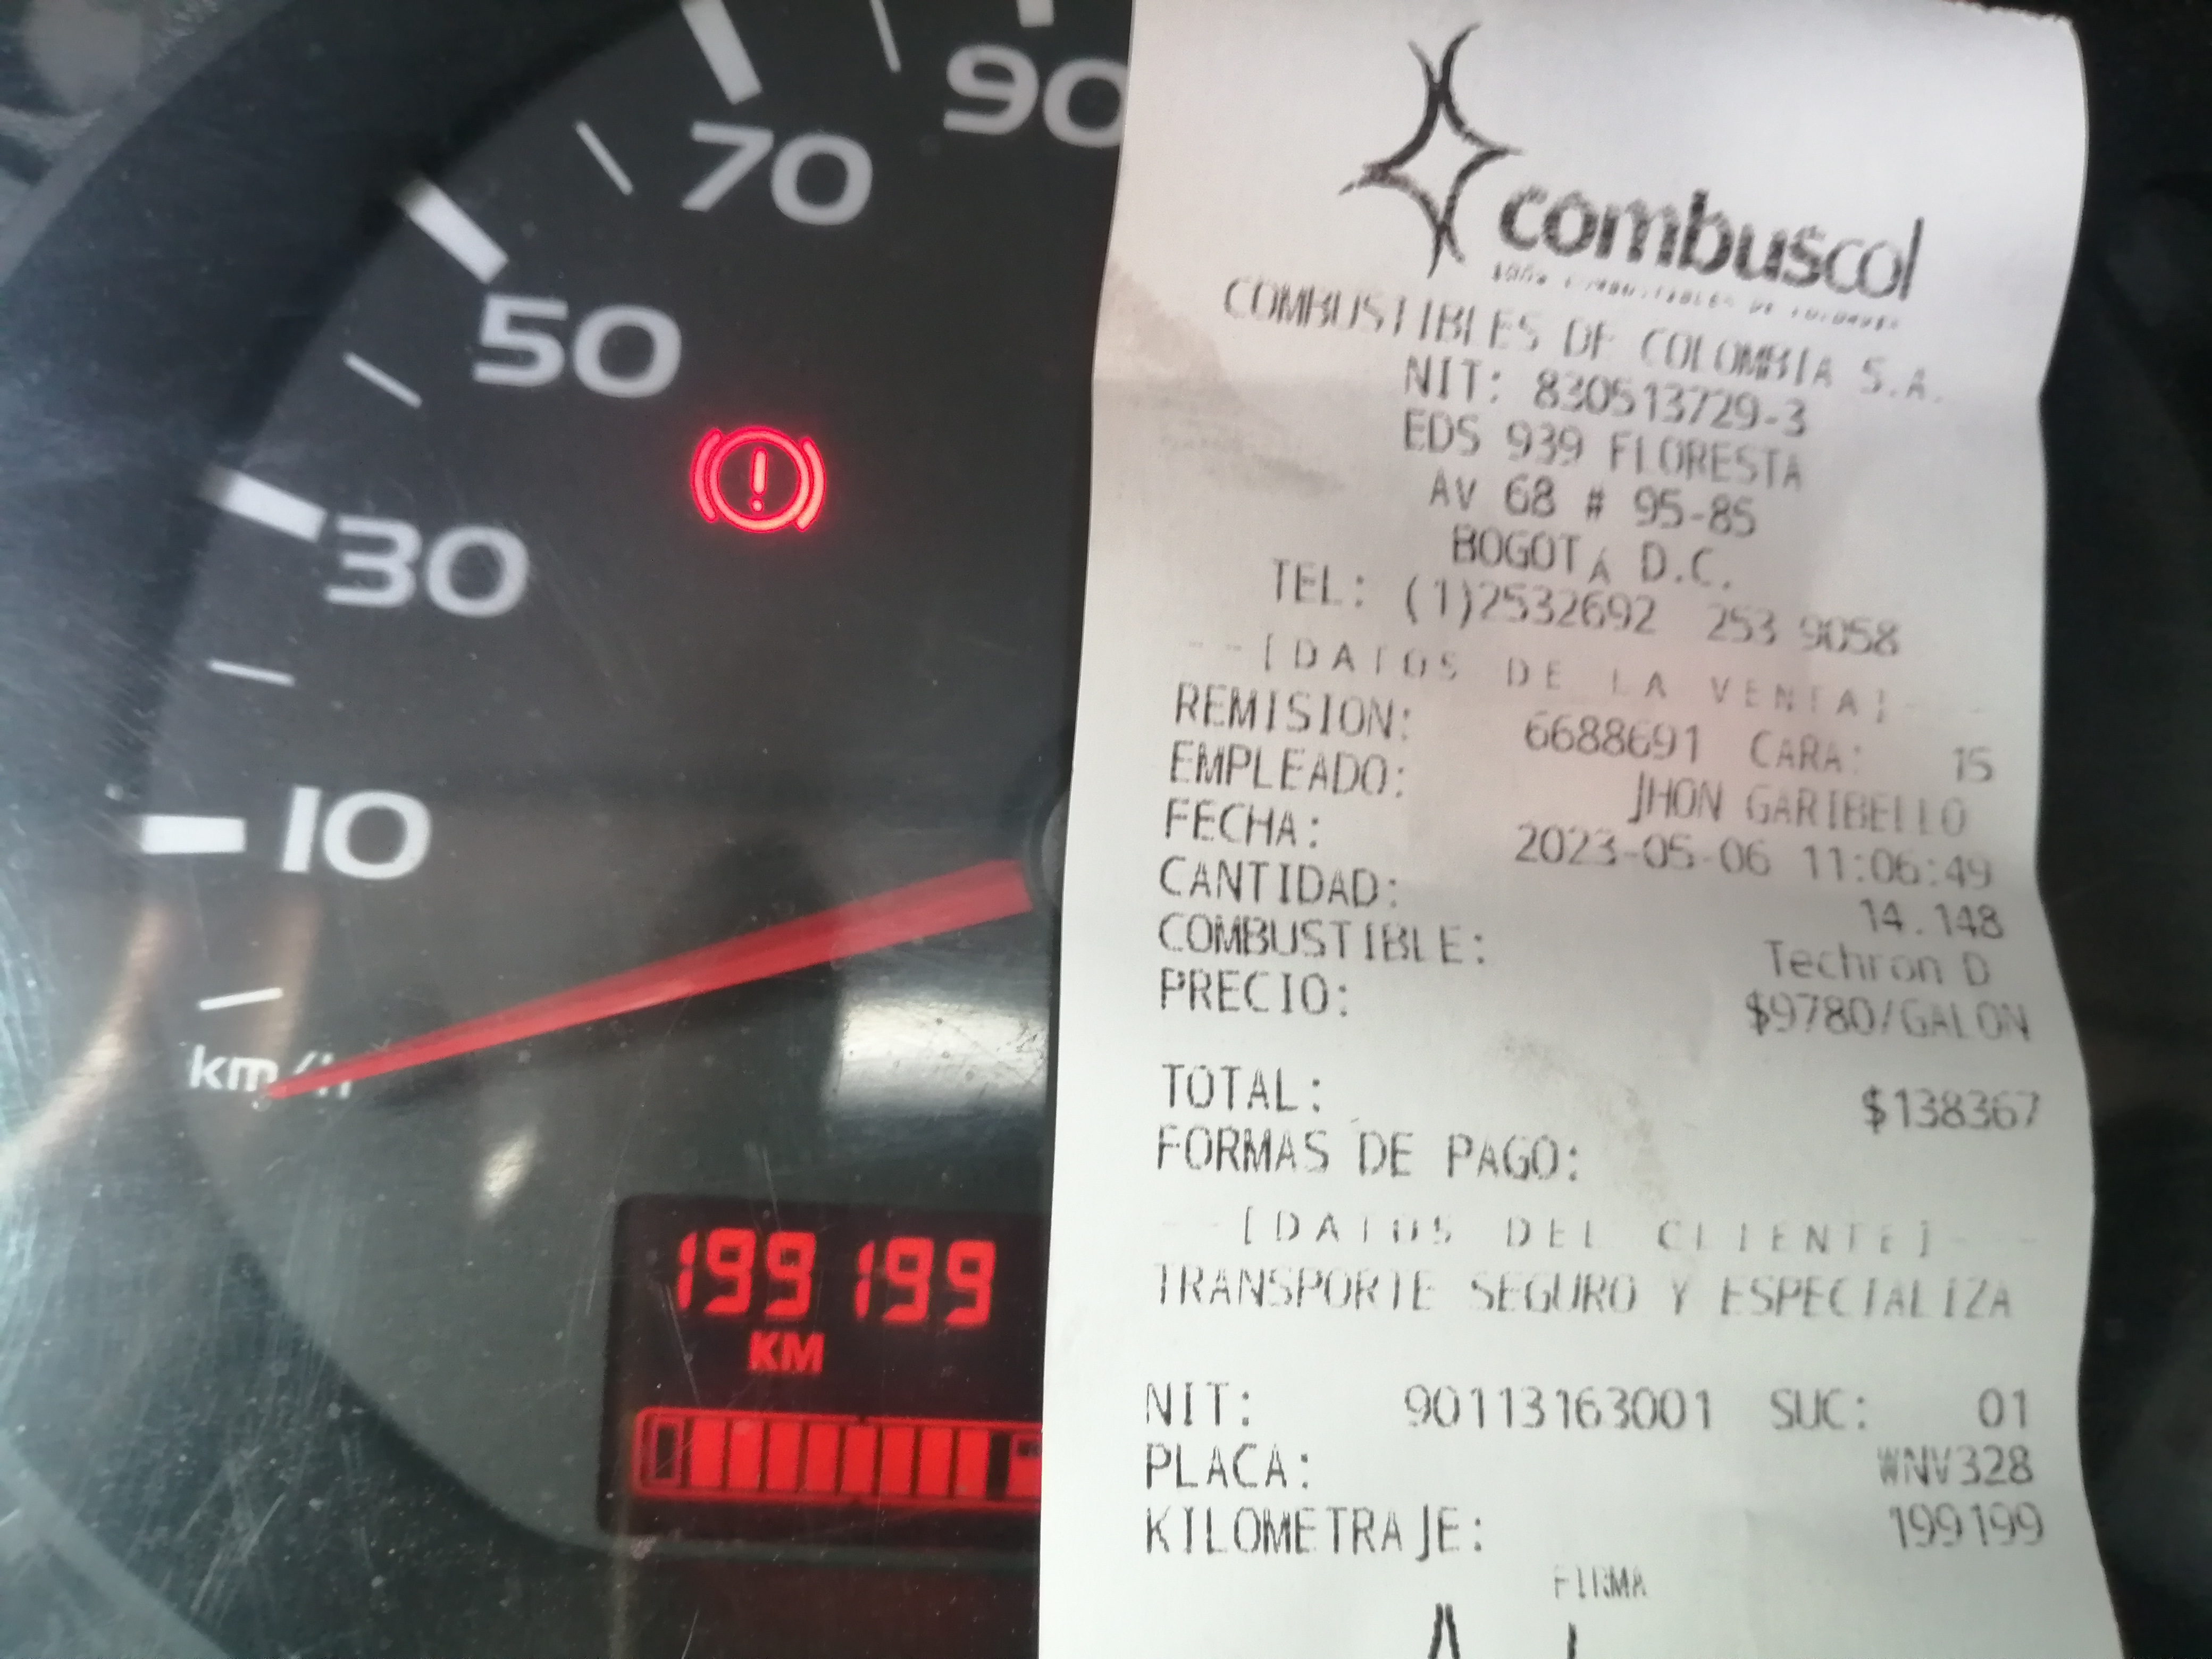 90
70
50
30
10
km/h
199 199
KM
combuscol
COMBUSTIBLES DE COLOMBIA S.A.
NIT: 830513729-3
EDS 939 FLORESTA
AV 68 # 95-85
BOGOTÁ D.C.
TEL: (1)2532692 253 9058
--[DATOS DE LA VENTA]--
REMISION: 6688691 CARA: 15
EMPLEADO: JHON GARIBELLO
FECHA: 2023-05-06 11:06:49
CANTIDAD: 14.148
COMBUSTIBLE: Techron D
PRECIO: $9780/GALON
TOTAL: $138367
FORMAS DE PAGO:
--[DATOS DEL CLIENTE]---
TRANSPORTE SEGURO Y ESPECIALIZA
NIT: 90113163001 SUC: 01
PLACA: WNV328
KILOMETRAJE: 199199
FIRMA